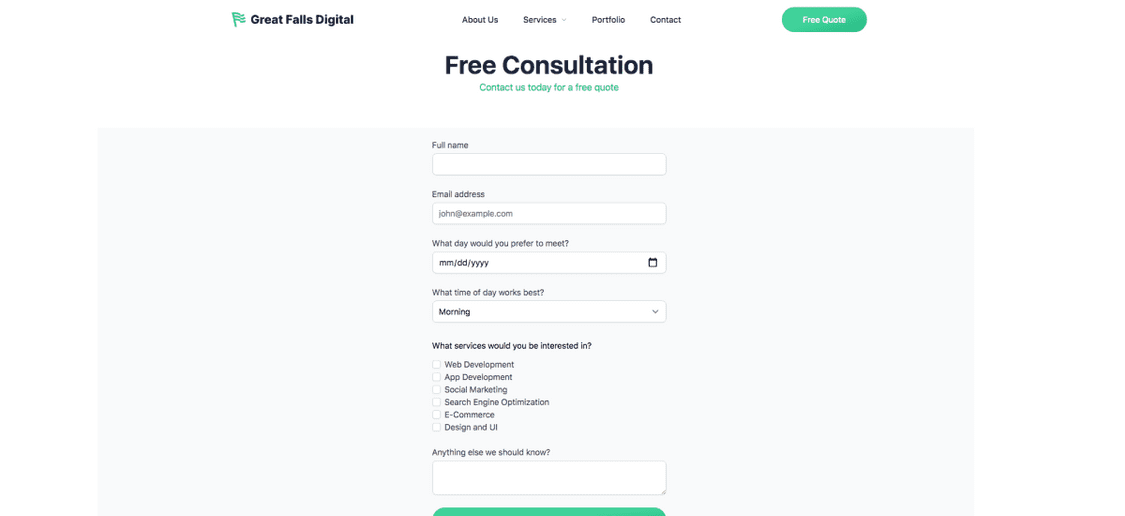 Great Falls Digital
About Us
Services
Portfolio
Contact
Free Quote
Free Consultation
Contact us today for a free quote
Full name
Email address
john@example.com
What day would you prefer to meet?
mm/dd/yyyy
What time of day works best?
Morning
What services would you be interested in?
Web Development
App Development
Social Marketing
Search Engine Optimization
E-Commerce
Design and UI
Anything else we should know?